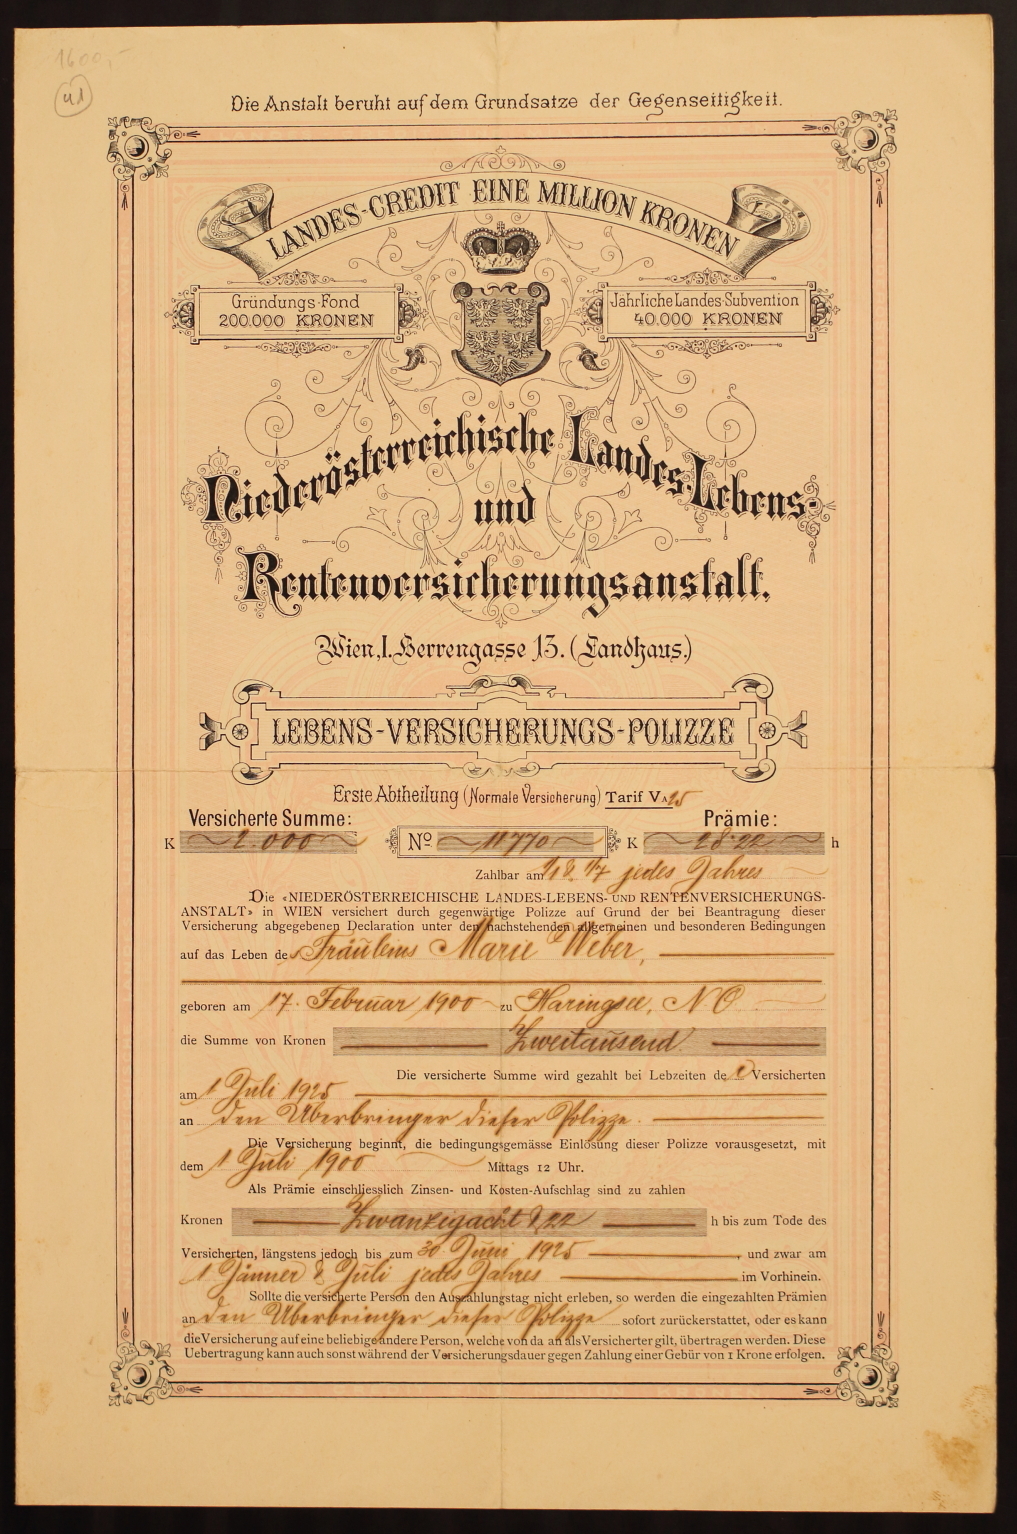 1600,-
41
Die Anstalt beruht auf dem Grundsatze der Gegenseitigkeit.
LANDES-CREDIT EINE MILLION KRONEN
Gründungs-Fond
200.000 KRONEN
Jährliche Landes-Subvention
40.000 KRONEN
Niederösterreichische Landes-Lebens-
und
Rentenversicherungsanstalt.
Wien, I. Herrengasse 13. (Landhaus.)
LEBENS-VERSICHERUNGS-POLIZZE
Erste Abtheilung (Normale Versicherung) Tarif VA 25
Versicherte Summe: Prämie:
K 2.000 No 11770 K 28·22 h
Zahlbar am 1/1 & 1/7 jedes Jahres
Die «NIEDERÖSTERREICHISCHE LANDES-LEBENS- UND RENTENVERSICHERUNGS-
ANSTALT» in WIEN versichert durch gegenwärtige Polizze auf Grund der bei Beantragung dieser
Versicherung abgegebenen Declaration unter den nachstehenden allgemeinen und besonderen Bedingungen
auf das Leben des Fräuleins Marie Weber,
geboren am 17. Februar 1900 zu Haringsee, NÖ
die Summe von Kronen Zweitausend
Die versicherte Summe wird gezahlt bei Lebzeiten der Versicherten
am 1 Juli 1925
an den Überbringer dieser Polizze.
Die Versicherung beginnt, die bedingungsgemässe Einlösung dieser Polizze vorausgesetzt, mit
dem 1 Juli 1900 Mittags 12 Uhr.
Als Prämie einschliesslich Zinsen- und Kosten-Aufschlag sind zu zahlen
Kronen Zwanzigacht & 22 h bis zum Tode des
Versicherten, längstens jedoch bis zum 30. Juni 1925, und zwar am
1 Jänner & Juli jedes Jahres im Vorhinein.
Sollte die versicherte Person den Auszahlungstag nicht erleben, so werden die eingezahlten Prämien
an den Überbringer dieser Polizze sofort zurückerstattet, oder es kann
die Versicherung auf eine beliebige andere Person, welche von da an als Versicherter gilt, übertragen werden. Diese
Uebertragung kann auch sonst während der Versicherungsdauer gegen Zahlung einer Gebür von 1 Krone erfolgen.